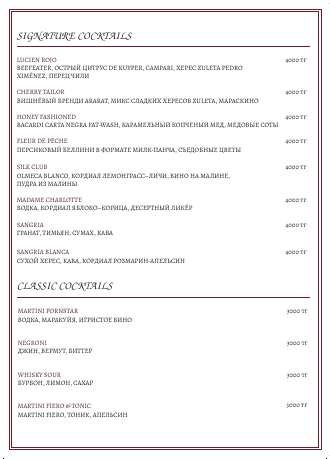 SIGNATURE COCKTAILS
LUCIEN ROJO 4000 ТГ
BEEFEATER, ОСТРЫЙ ЦИТРУС DE KUYPER, CAMPARI, ХЕРЕС ZULETA PEDRO
XIMÉNEZ, ПЕРЕЦ ЧИЛИ
CHERRY TAILOR 4000 ТГ
ВИШНЁВЫЙ БРЕНДИ ARARAT, МИКС СЛАДКИХ ХЕРЕСОВ ZULETA, МАРАСКИНО
HONEY FASHIONED 4000 ТГ
BACARDI CARTA NEGRA FAT-WASH, КАРАМЕЛЬНЫЙ КОПЧЕНЫЙ МЕД, МЕДОВЫЕ СОТЫ
FLEUR DE PÊCHE 4000 ТГ
ПЕРСИКОВЫЙ БЕЛЛИНИ В ФОРМАТЕ МИЛК-ПАНЧА, СЪЕДОБНЫЕ ЦВЕТЫ
SILK CLUB 4000 ТГ
OLMECA BLANCO, КОРДИАЛ ЛЕМОНГРАСС–ЛИЧИ, ВИНО НА МАЛИНЕ,
ПУДРА ИЗ МАЛИНЫ
MADAME CHARLOTTE 4000 ТГ
ВОДКА, КОРДИАЛ ЯБЛОКО–КОРИЦА, ДЕСЕРТНЫЙ ЛИКЁР
SANGRIA 4000 ТГ
ГРАНАТ, ТИМЬЯН, СУМАХ, КАВА
SANGRIA BLANCA 4000 ТГ
СУХОЙ ХЕРЕС, КАВА, КОРДИАЛ РОЗМАРИН-АПЕЛЬСИН
CLASSIC COCKTAILS
MARTINI PORNSTAR 3000 ТГ
ВОДКА, МАРАКУЙЯ, ИГРИСТОЕ ВИНО
NEGRONI 3000 ТГ
ДЖИН, ВЕРМУТ, БИТТЕР
WHISKY SOUR 3000 ТГ
БУРБОН, ЛИМОН, САХАР
MARTINI FIERO & TONIC 3000 ТГ
MARTINI FIERO, ТОНИК, АПЕЛЬСИН